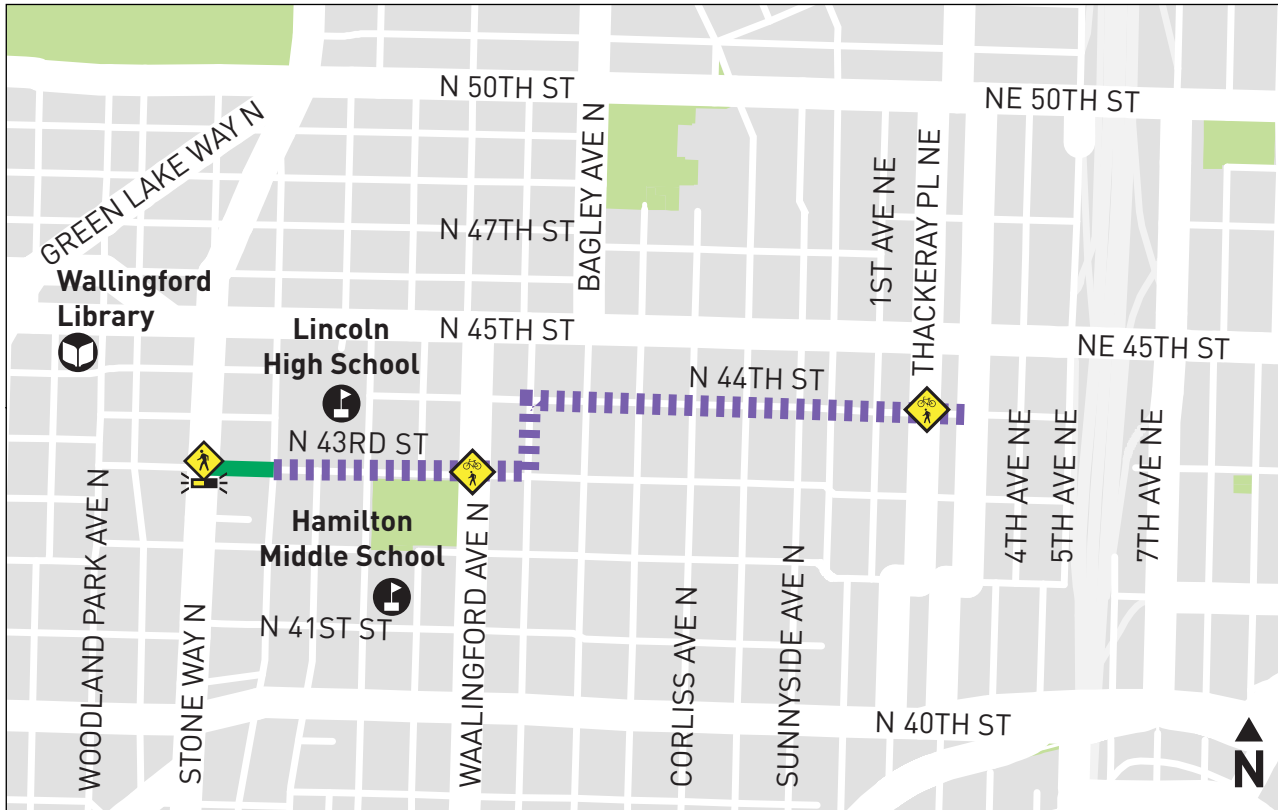 N 50TH ST
NE 50TH ST
GREEN LAKE WAY N
BAGLEY AVE N
THACKERAY PL NE
1ST AVE NE
N 47TH ST
Wallingford
Library
N 45TH ST
NE 45TH ST
Lincoln
High School
N 44TH ST
N 43RD ST
WOODLAND PARK AVE N
4TH AVE NE
5TH AVE NE
7TH AVE NE
Hamilton
Middle School
WAALINGFORD AVE N
N 41ST ST
STONE WAY N
CORLISS AVE N
SUNNYSIDE AVE N
N 40TH ST
N